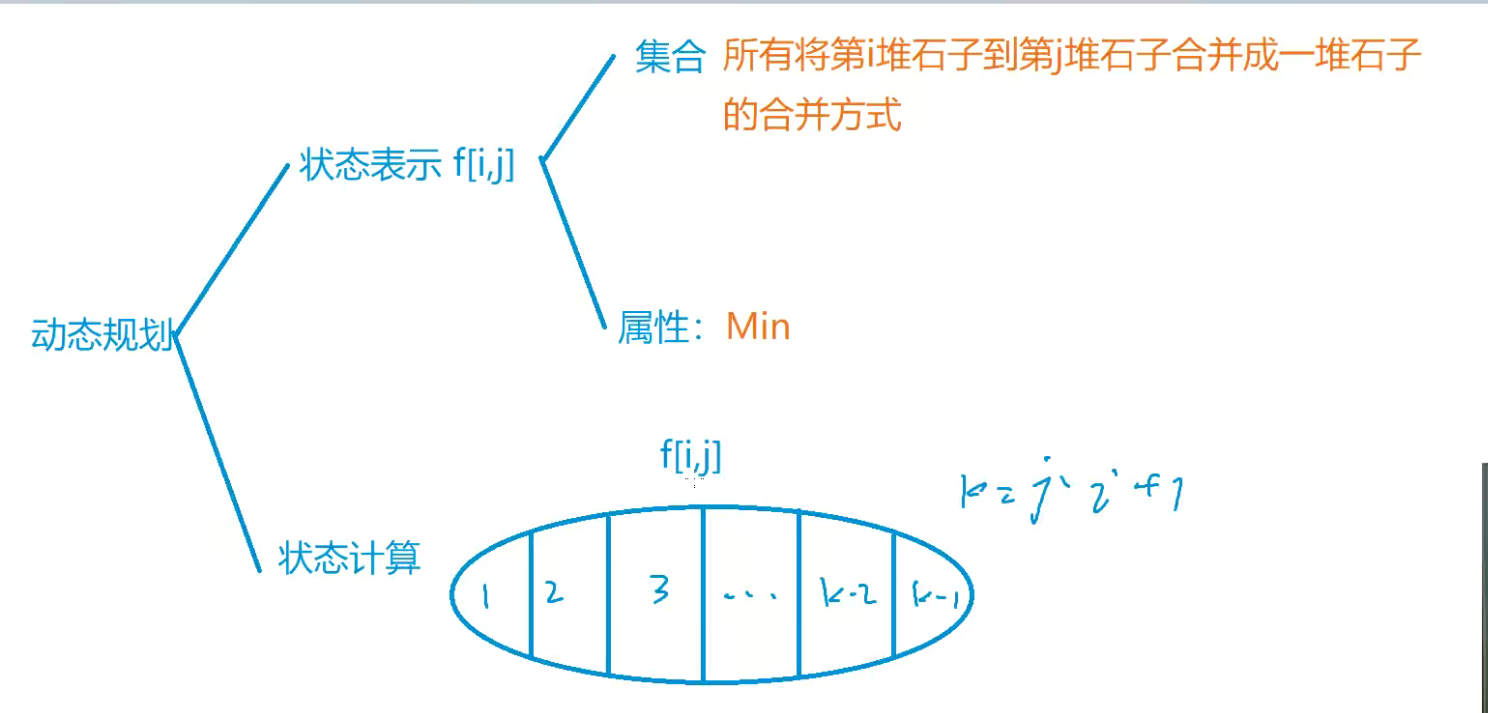 集合 所有将第i堆石子到第j堆石子合并成一堆石子
的合并方式
状态表示 f[i,j]
动态规划
属性：Min
f[i,j]
k=j-i+1
状态计算
1 2 3 ... k-2 k-1